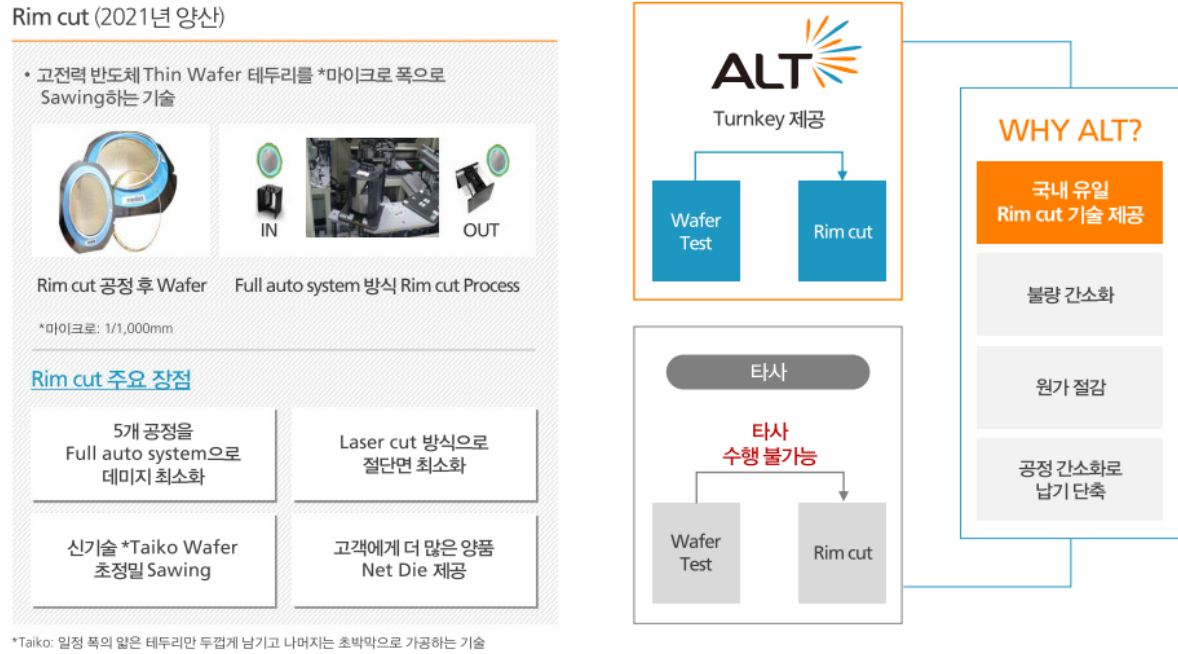 Rim cut (2021년 양산)
• 고전력 반도체 Thin Wafer 테두리를 *마이크로 폭으로
Sawing하는 기술
IN
OUT
Rim cut 공정 후 Wafer
Full auto system 방식 Rim cut Process
*마이크로: 1/1,000mm
Rim cut 주요 장점
5개 공정을
Full auto system으로
데미지 최소화
Laser cut 방식으로
절단면 최소화
신기술 *Taiko Wafer
초정밀 Sawing
고객에게 더 많은 양품
Net Die 제공
*Taiko: 일정 폭의 얇은 테두리만 두껍게 남기고 나머지는 초박막으로 가공하는 기술
ALT
Turnkey 제공
Wafer
Test
Rim cut
타사
타사
수행 불가능
Wafer
Test
Rim cut
WHY ALT?
국내 유일
Rim cut 기술 제공
불량 간소화
원가 절감
공정 간소화로
납기 단축